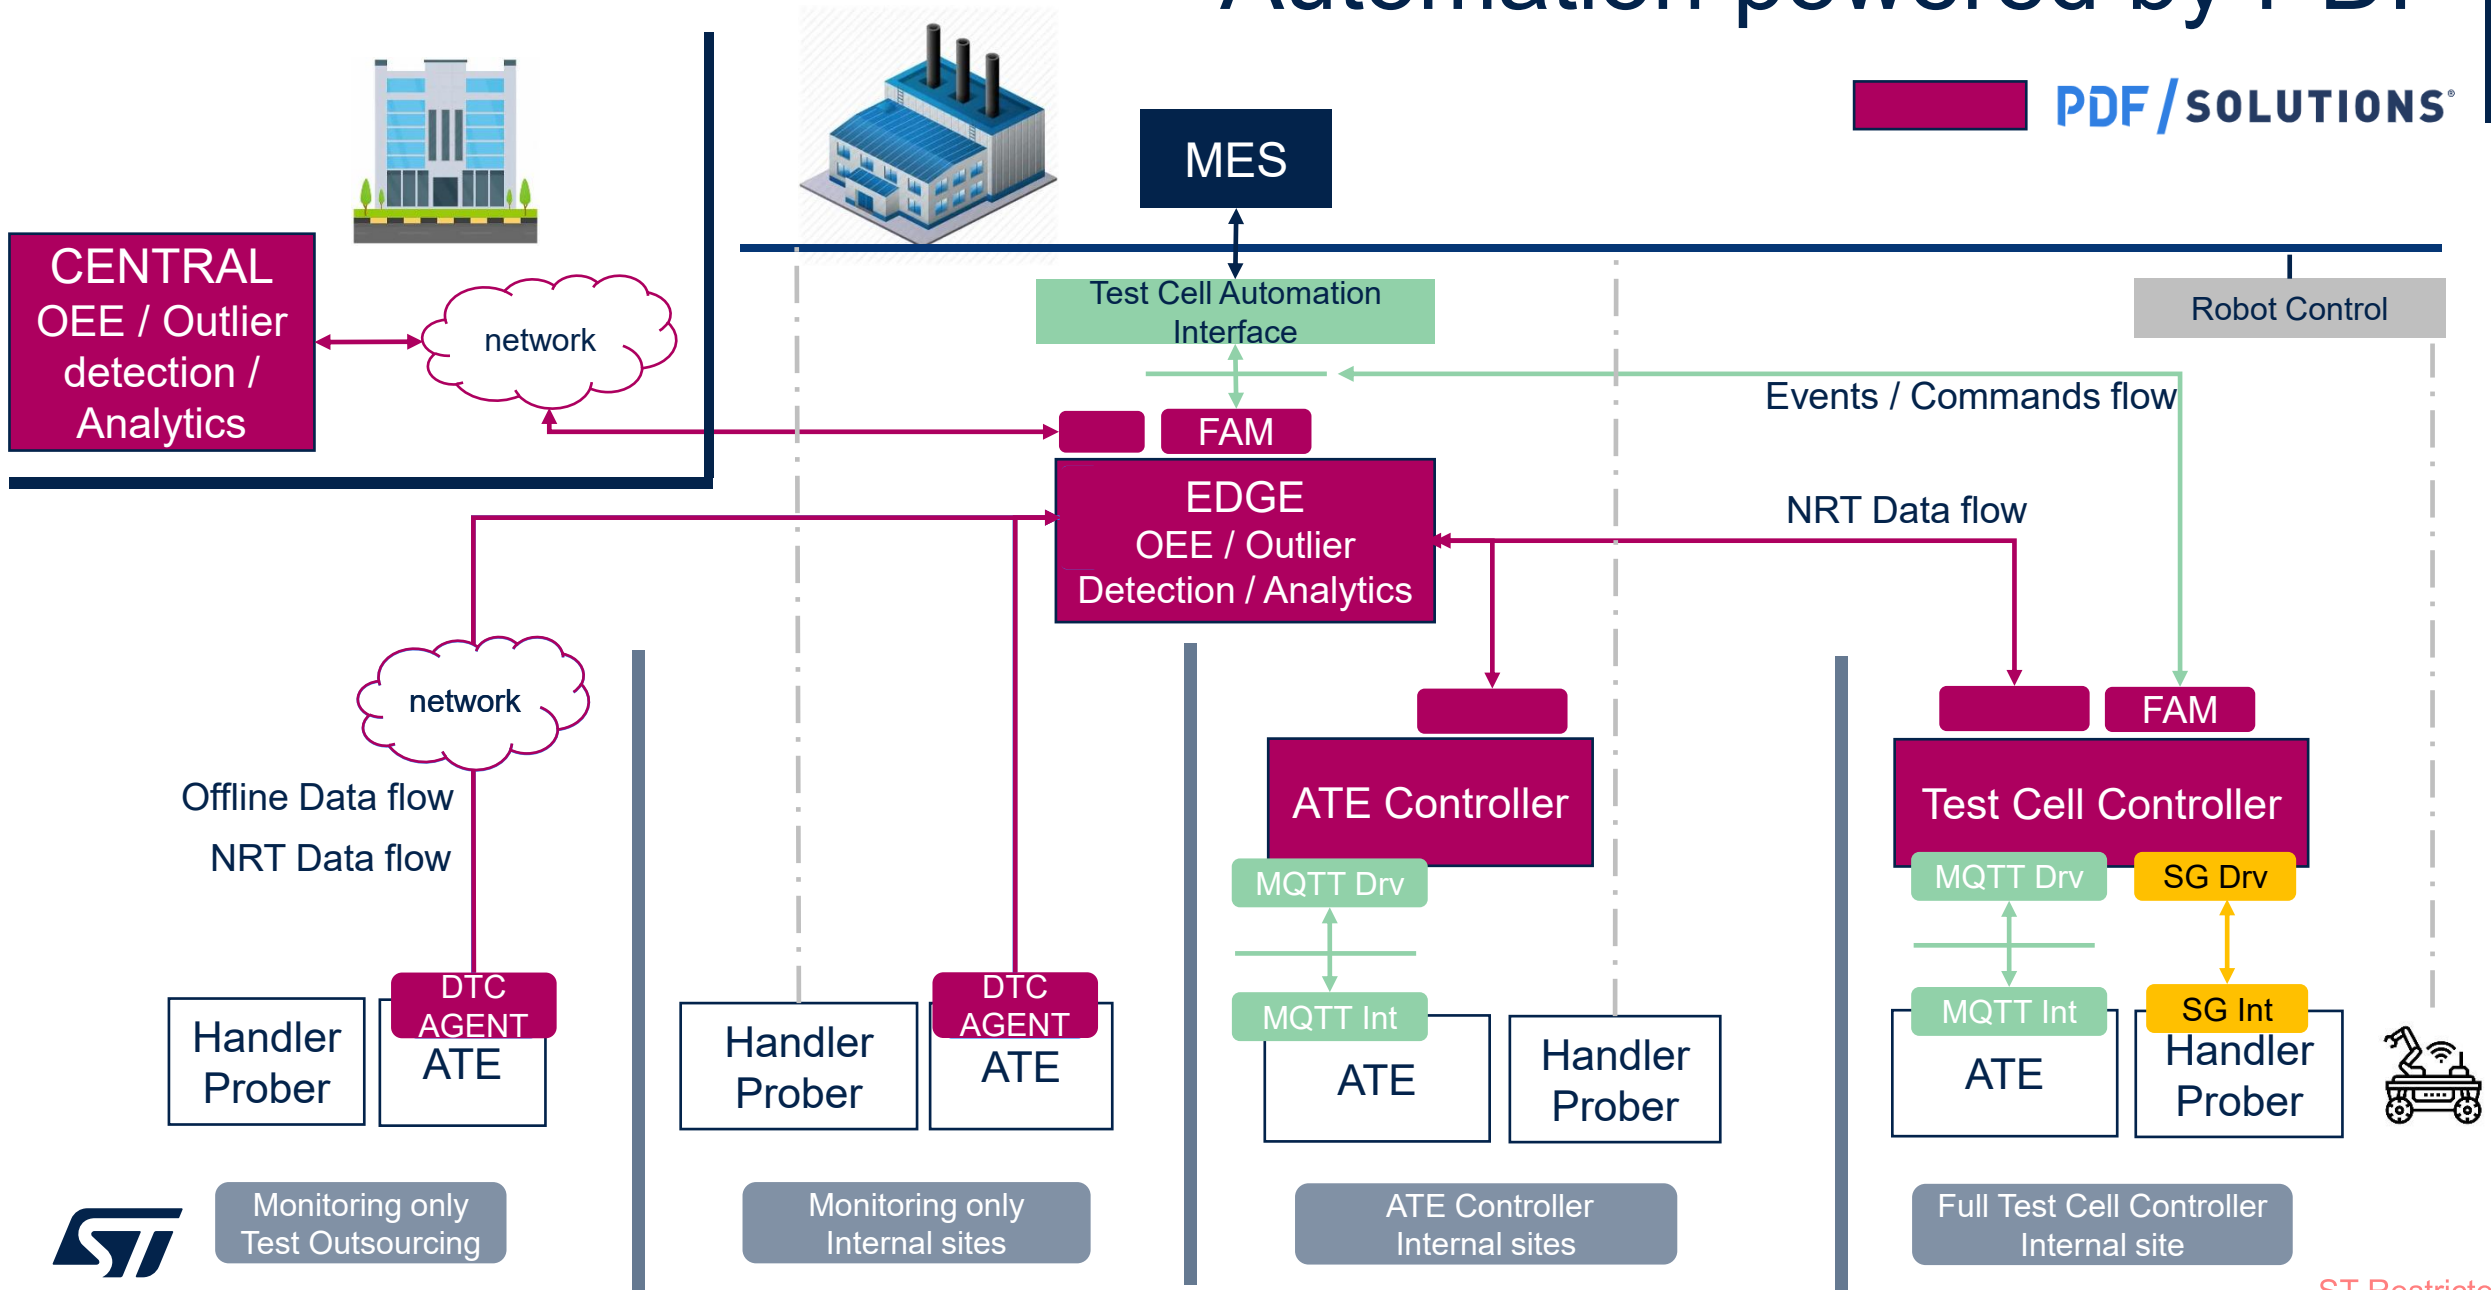 Automation powered by PDF
PDF/SOLUTIONS®
MES
CENTRAL
OEE / Outlier
detection /
Analytics
network
Test Cell Automation
Interface
Robot Control
Events / Commands flow
FAM
EDGE
OEE / Outlier
Detection / Analytics
NRT Data flow
network
Offline Data flow
NRT Data flow
FAM
ATE Controller
Test Cell Controller
MQTT Drv
MQTT Drv
SG Drv
DTC
AGENT
Handler
Prober
ATE
DTC
AGENT
Handler
Prober
ATE
MQTT Int
ATE
Handler
Prober
MQTT Int
SG Int
ATE
Handler
Prober
Monitoring only
Test Outsourcing
Monitoring only
Internal sites
ATE Controller
Internal sites
Full Test Cell Controller
Internal site
ST